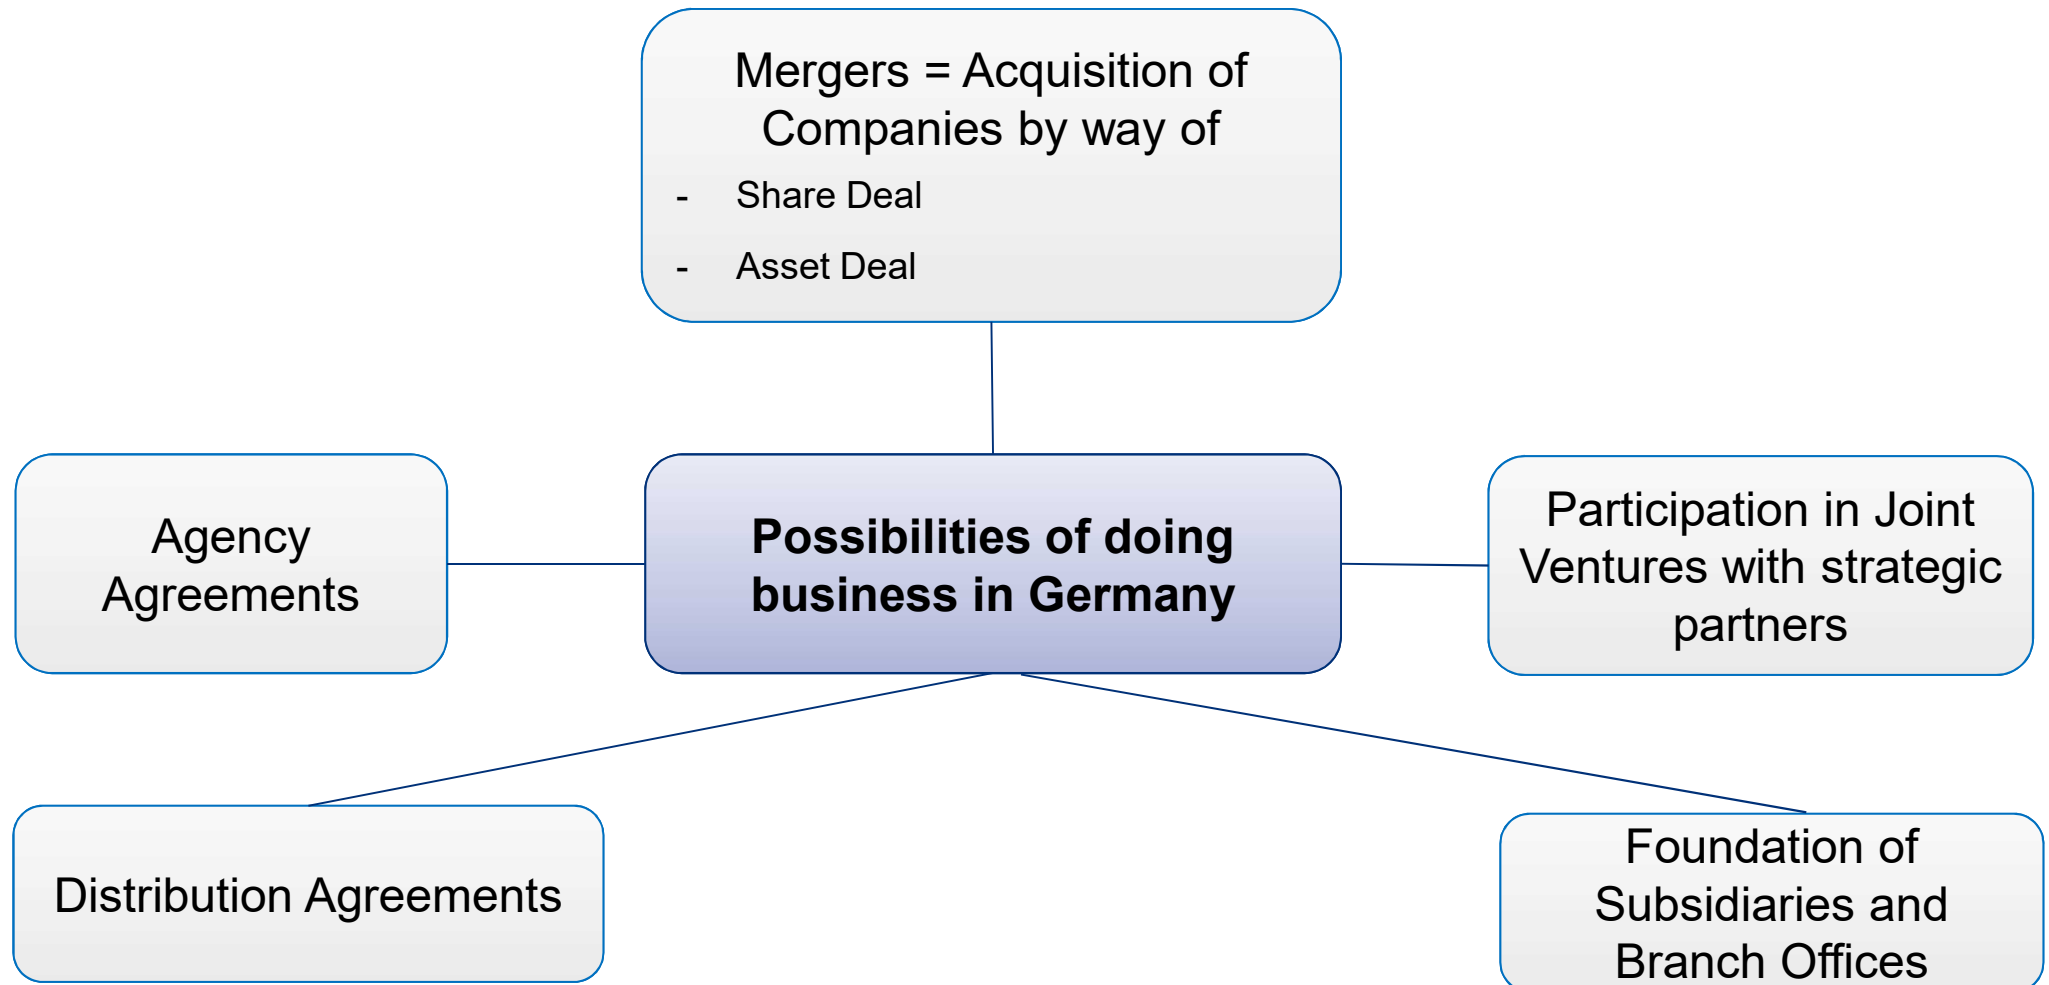 Mergers = Acquisition of
Companies by way of
- Share Deal
- Asset Deal
Agency
Agreements
Possibilities of doing
business in Germany
Participation in Joint
Ventures with strategic
partners
Distribution Agreements
Foundation of
Subsidiaries and
Branch Offices